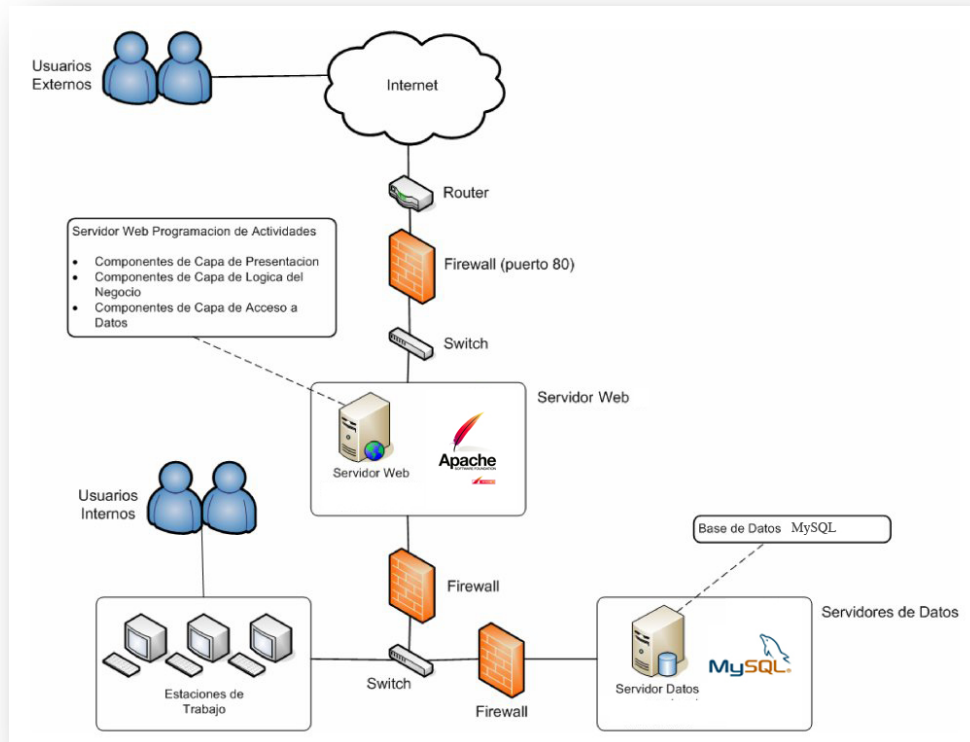 Usuarios
Externos
Internet
Router
Servidor Web Programacion de Actividades
Componentes de Capa de Presentacion
Componentes de Capa de Logica del
Negocio
Componentes de Capa de Acceso a
Datos
Firewall (puerto 80)
Switch
Servidor Web
Servidor Web
Apache
SOFTWARE FOUNDATION
Usuarios
Internos
Base de Datos MySQL
Firewall
Servidores de Datos
Estaciones de
Trabajo
Switch
Firewall
Servidor Datos
MySQL